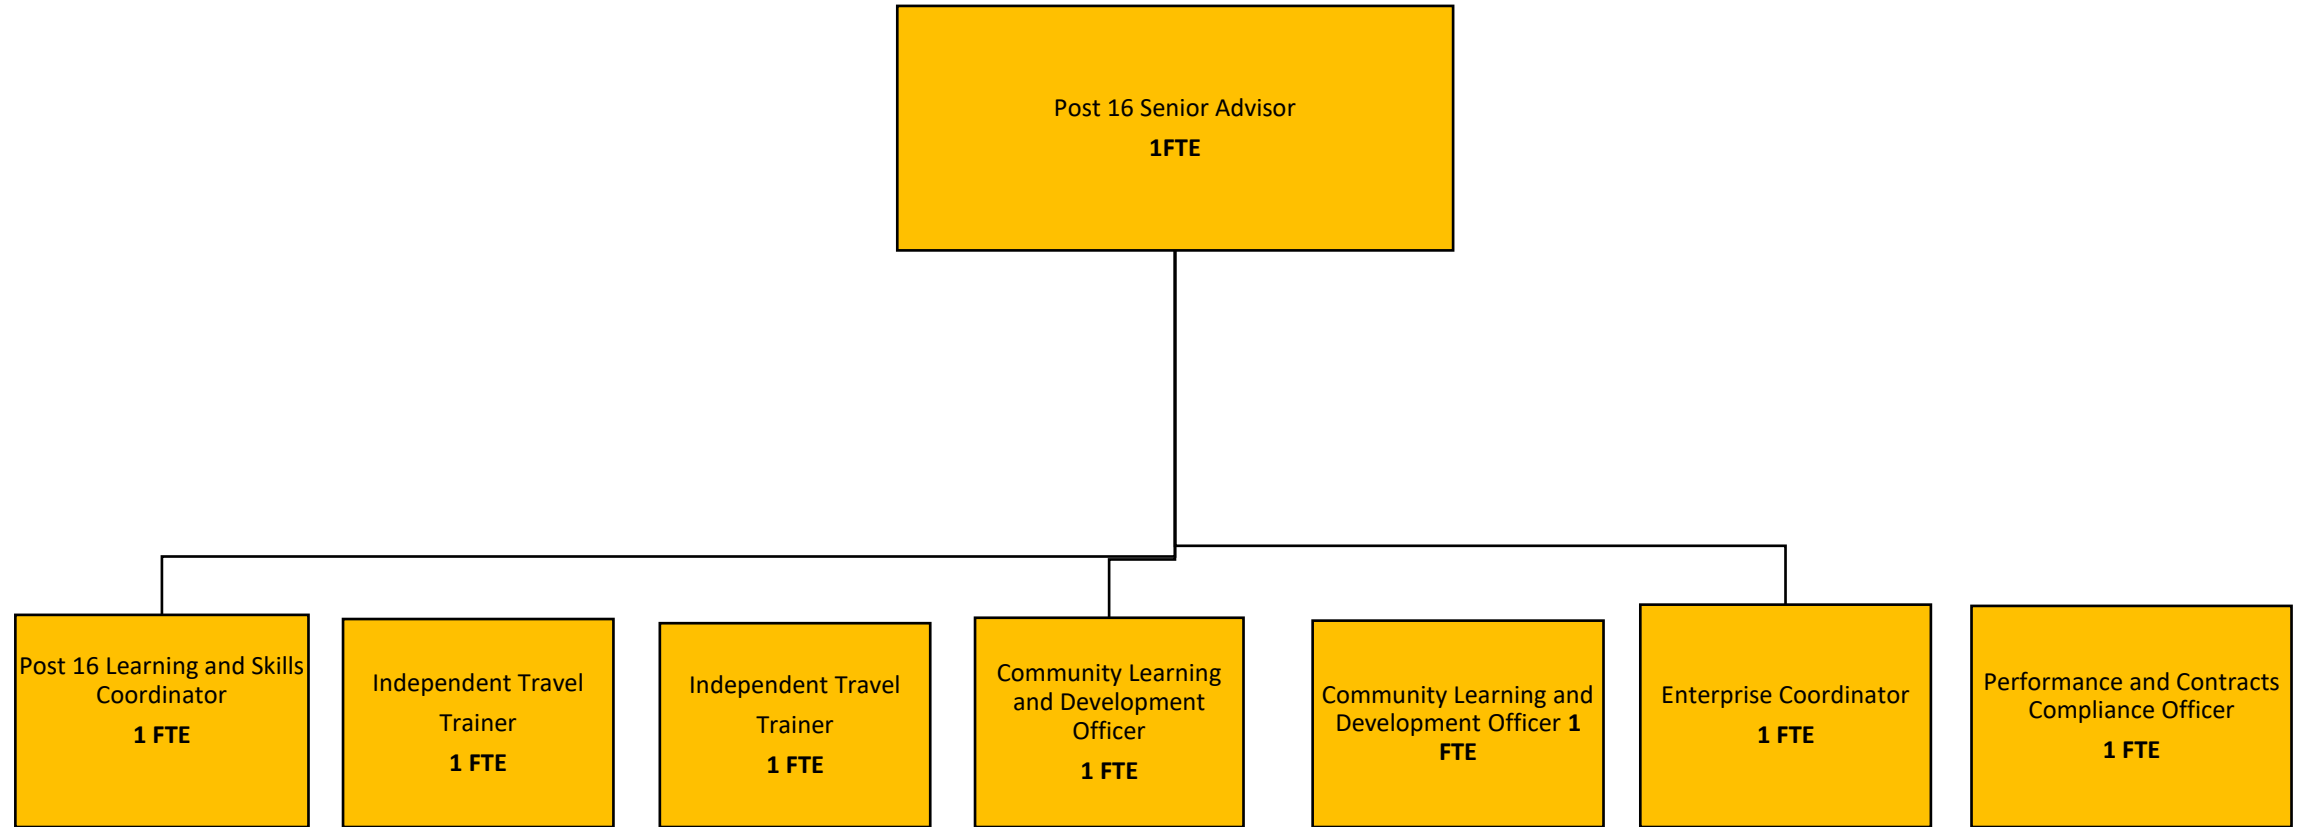 Post 16 Senior Advisor
1FTE
Post 16 Learning and Skills
Coordinator
1 FTE
Independent Travel
Trainer
1 FTE
Independent Travel
Trainer
1 FTE
Community Learning
and Development
Officer
1 FTE
Community Learning and
Development Officer 1
FTE
Enterprise Coordinator
1 FTE
Performance and Contracts
Compliance Officer
1 FTE